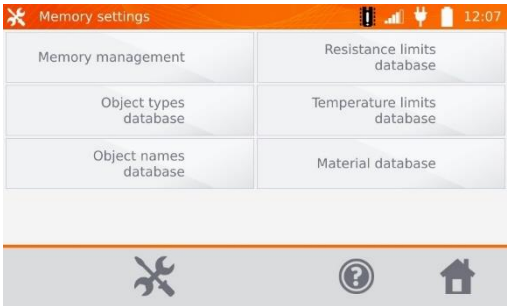 Memory settings
12:07
Memory management
Resistance limits
database
Object types
database
Temperature limits
database
Object names
database
Material database
?